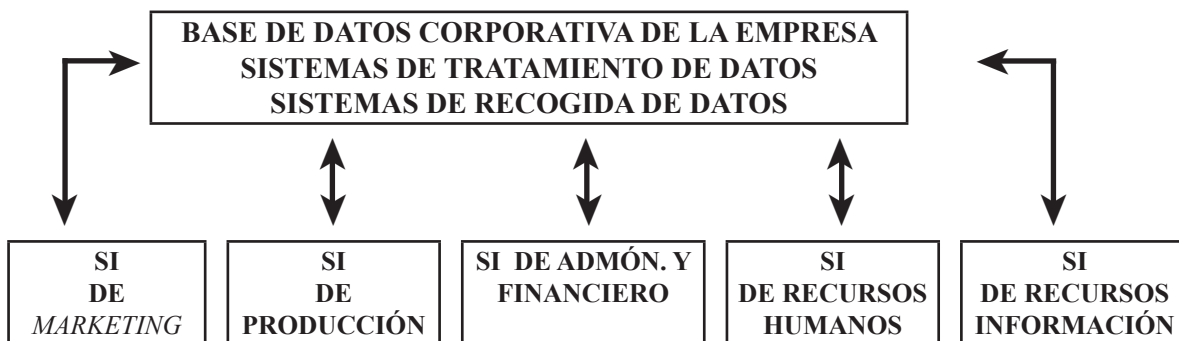 BASE DE DATOS CORPORATIVA DE LA EMPRESA
SISTEMAS DE TRATAMIENTO DE DATOS
SISTEMAS DE RECOGIDA DE DATOS
SI
DE
MARKETING
SI
DE
PRODUCCIÓN
SI DE ADMÓN. Y
FINANCIERO
SI
DE RECURSOS
HUMANOS
SI
DE RECURSOS
INFORMACIÓN